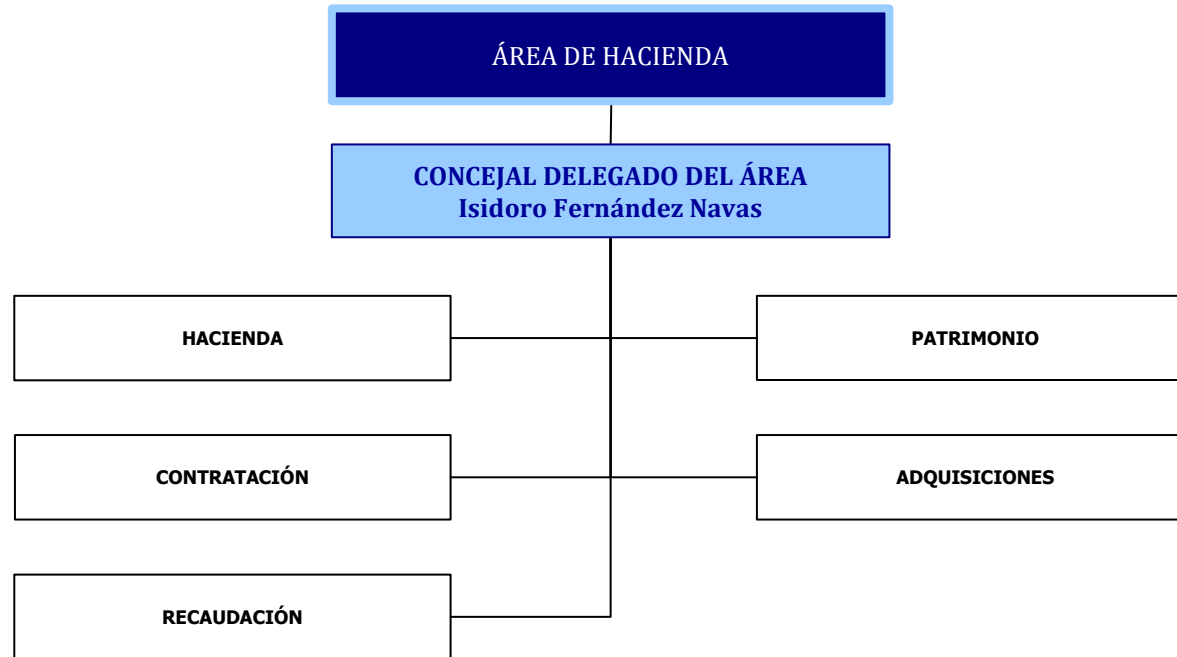 ÁREA DE HACIENDA
CONCEJAL DELEGADO DEL ÁREA
Isidoro Fernández Navas
HACIENDA
PATRIMONIO
CONTRATACIÓN
ADQUISICIONES
RECAUDACIÓN